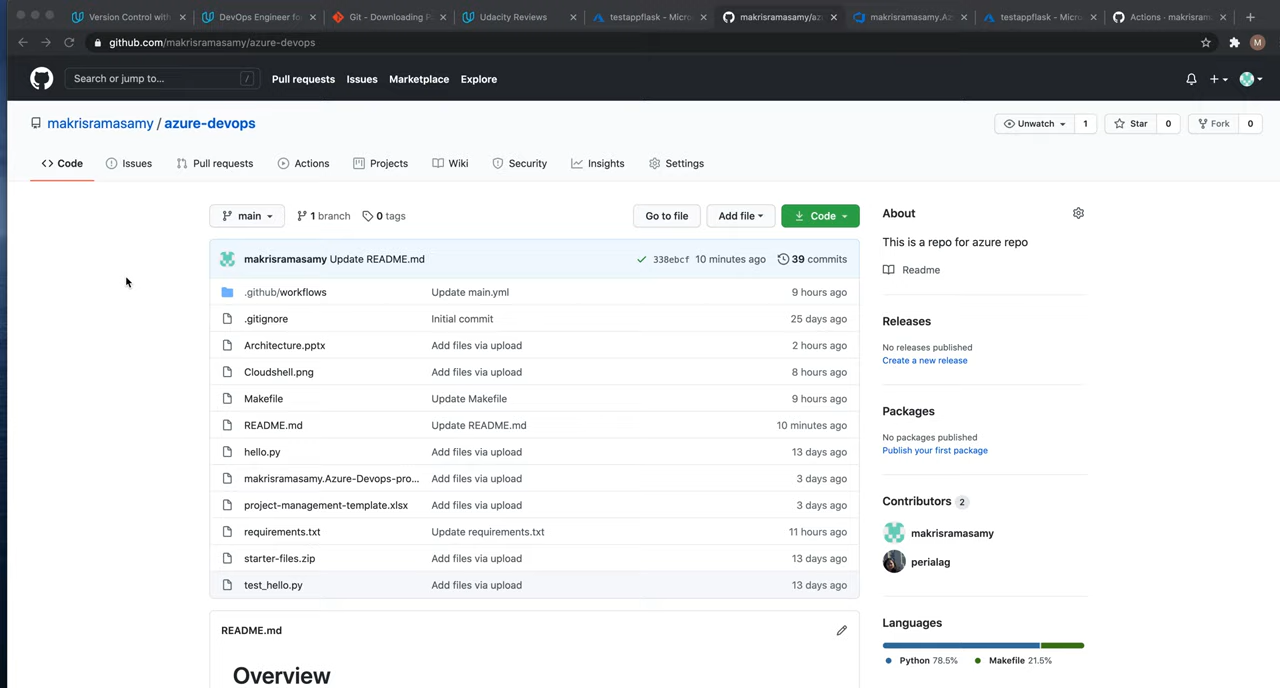 Version Control with
DevOps Engineer fo
Git - Downloading P
Udacity Reviews
testappflask - Micro
makrisramasamy/az
makrisramasamy.Az
testappflask - Micro
Actions · makrisram
github.com/makrisramasamy/azure-devops
M
Search or jump to...
/
Pull requests
Issues
Marketplace
Explore
makrisramasamy / azure-devops
Unwatch
1
Star
0
Fork
0
Code
Issues
Pull requests
Actions
Projects
Wiki
Security
Insights
Settings
main
1 branch
0 tags
Go to file
Add file
Code
makrisramasamy Update README.md
338ebcf 10 minutes ago
39 commits
.github/workflows Update main.yml 9 hours ago
.gitignore Initial commit 25 days ago
Architecture.pptx Add files via upload 2 hours ago
Cloudshell.png Add files via upload 8 hours ago
Makefile Update Makefile 9 hours ago
README.md Update README.md 10 minutes ago
hello.py Add files via upload 13 days ago
makrisramasamy.Azure-Devops-pro... Add files via upload 3 days ago
project-management-template.xlsx Add files via upload 3 days ago
requirements.txt Update requirements.txt 11 hours ago
starter-files.zip Add files via upload 13 days ago
test_hello.py Add files via upload 13 days ago
README.md
Overview
About
This is a repo for azure repo
Readme
Releases
No releases published
Create a new release
Packages
No packages published
Publish your first package
Contributors 2
makrisramasamy
perialag
Languages
Python 78.5%
Makefile 21.5%